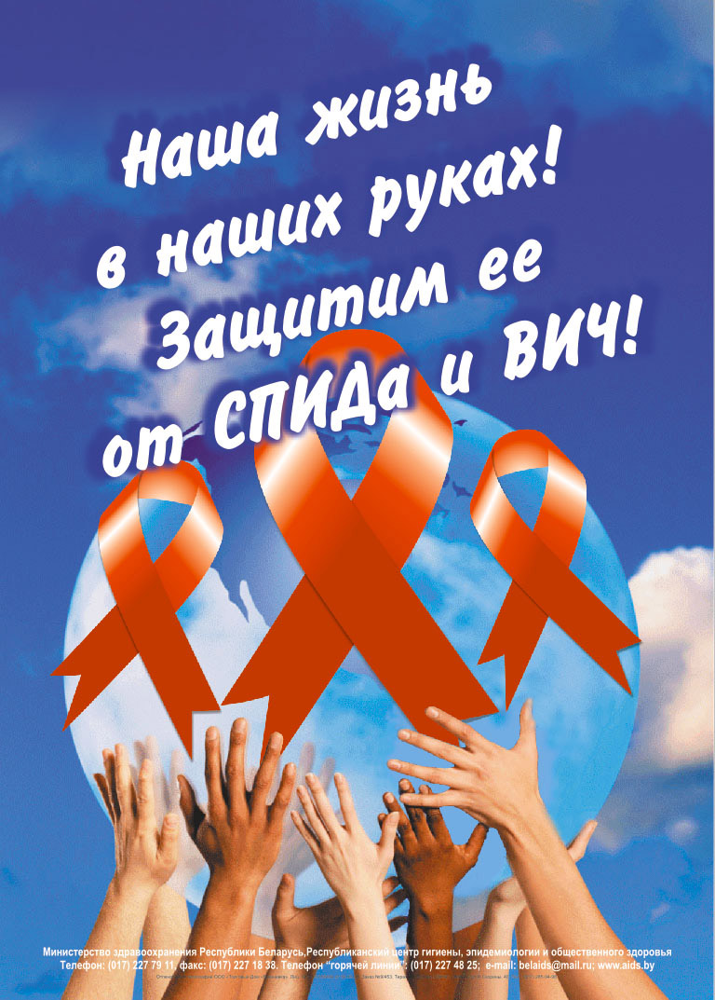 Наша жизнь
в наших руках!
Защитим ее
от СПИДа и ВИЧ!
Министерство здравоохранения Республики Беларусь,Республиканский центр гигиены, эпидемиологии и общественного здоровья
Телефон: (017) 227 79 11, факс: (017) 227 18 38. Телефон "горячей линии": (017) 227 48 25; e-mail: belaids@mail.ru; www.aids.by